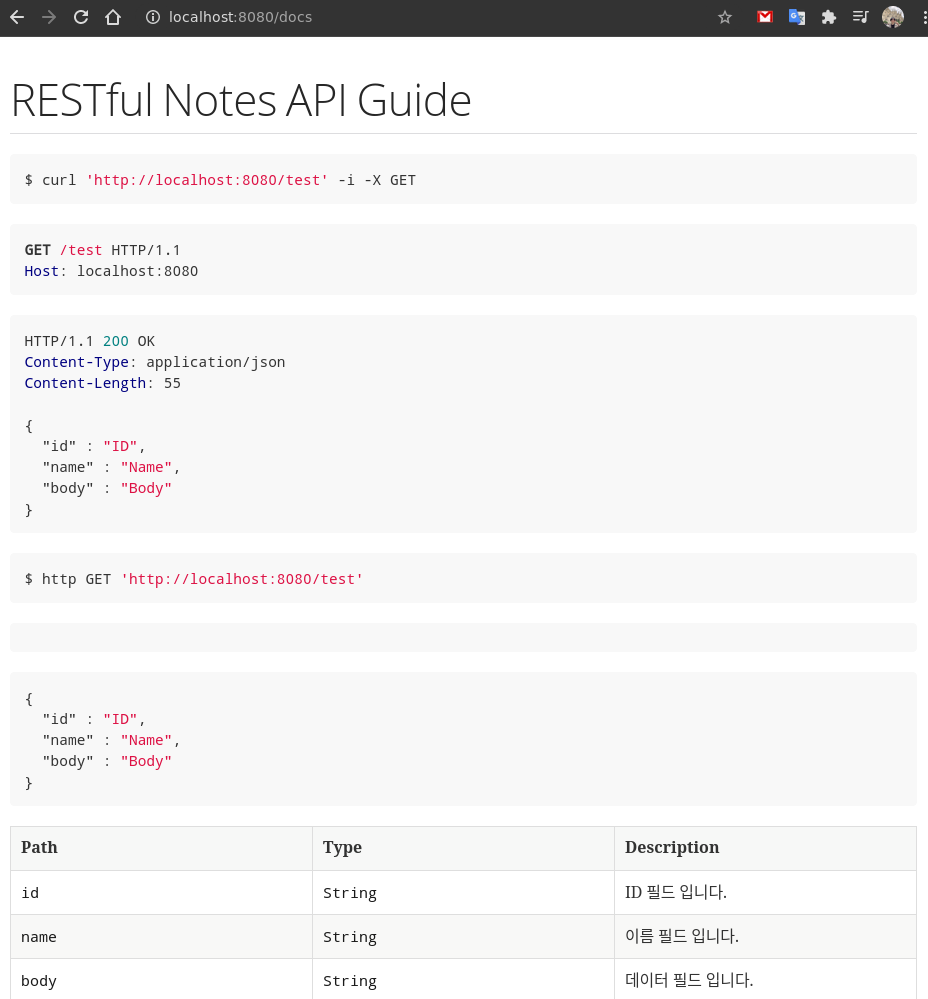 localhost:8080/docs
RESTful Notes API Guide
$ curl 'http://localhost:8080/test' -i -X GET
GET /test HTTP/1.1
Host: localhost:8080
HTTP/1.1 200 OK
Content-Type: application/json
Content-Length: 55
{
  "id" : "ID",
  "name" : "Name",
  "body" : "Body"
}
$ http GET 'http://localhost:8080/test'
{
  "id" : "ID",
  "name" : "Name",
  "body" : "Body"
}
Path Type Description
id String ID 필드 입니다.
name String 이름 필드 입니다.
body String 데이터 필드 입니다.